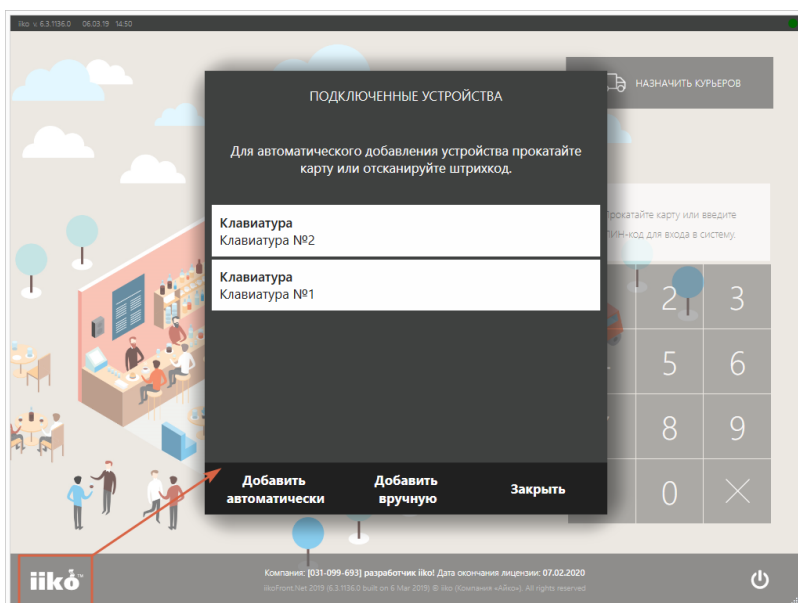 iiko v. 6.3.1136.0 06.03.19 14:50
НАЗНАЧИТЬ КУРЬЕРОВ
ПОДКЛЮЧЕННЫЕ УСТРОЙСТВА
Для автоматического добавления устройства прокатайте
карту или отсканируйте штрихкод.
Клавиатура
Клавиатура №2
Клавиатура
Клавиатура №1
карту или введите
для входа в систему.
2 3
5 6
8 9
0
Добавить
автоматически
Добавить
вручную
Закрыть
iiko
Компания: [031-099-693] разработчик iiko! Дата окончания лицензии: 07.02.2020
iikoFront.Net 2019 (6.3.1136.0 built on 6 Mar 2019) © iiko (Компания «Айко»). All rights reserved